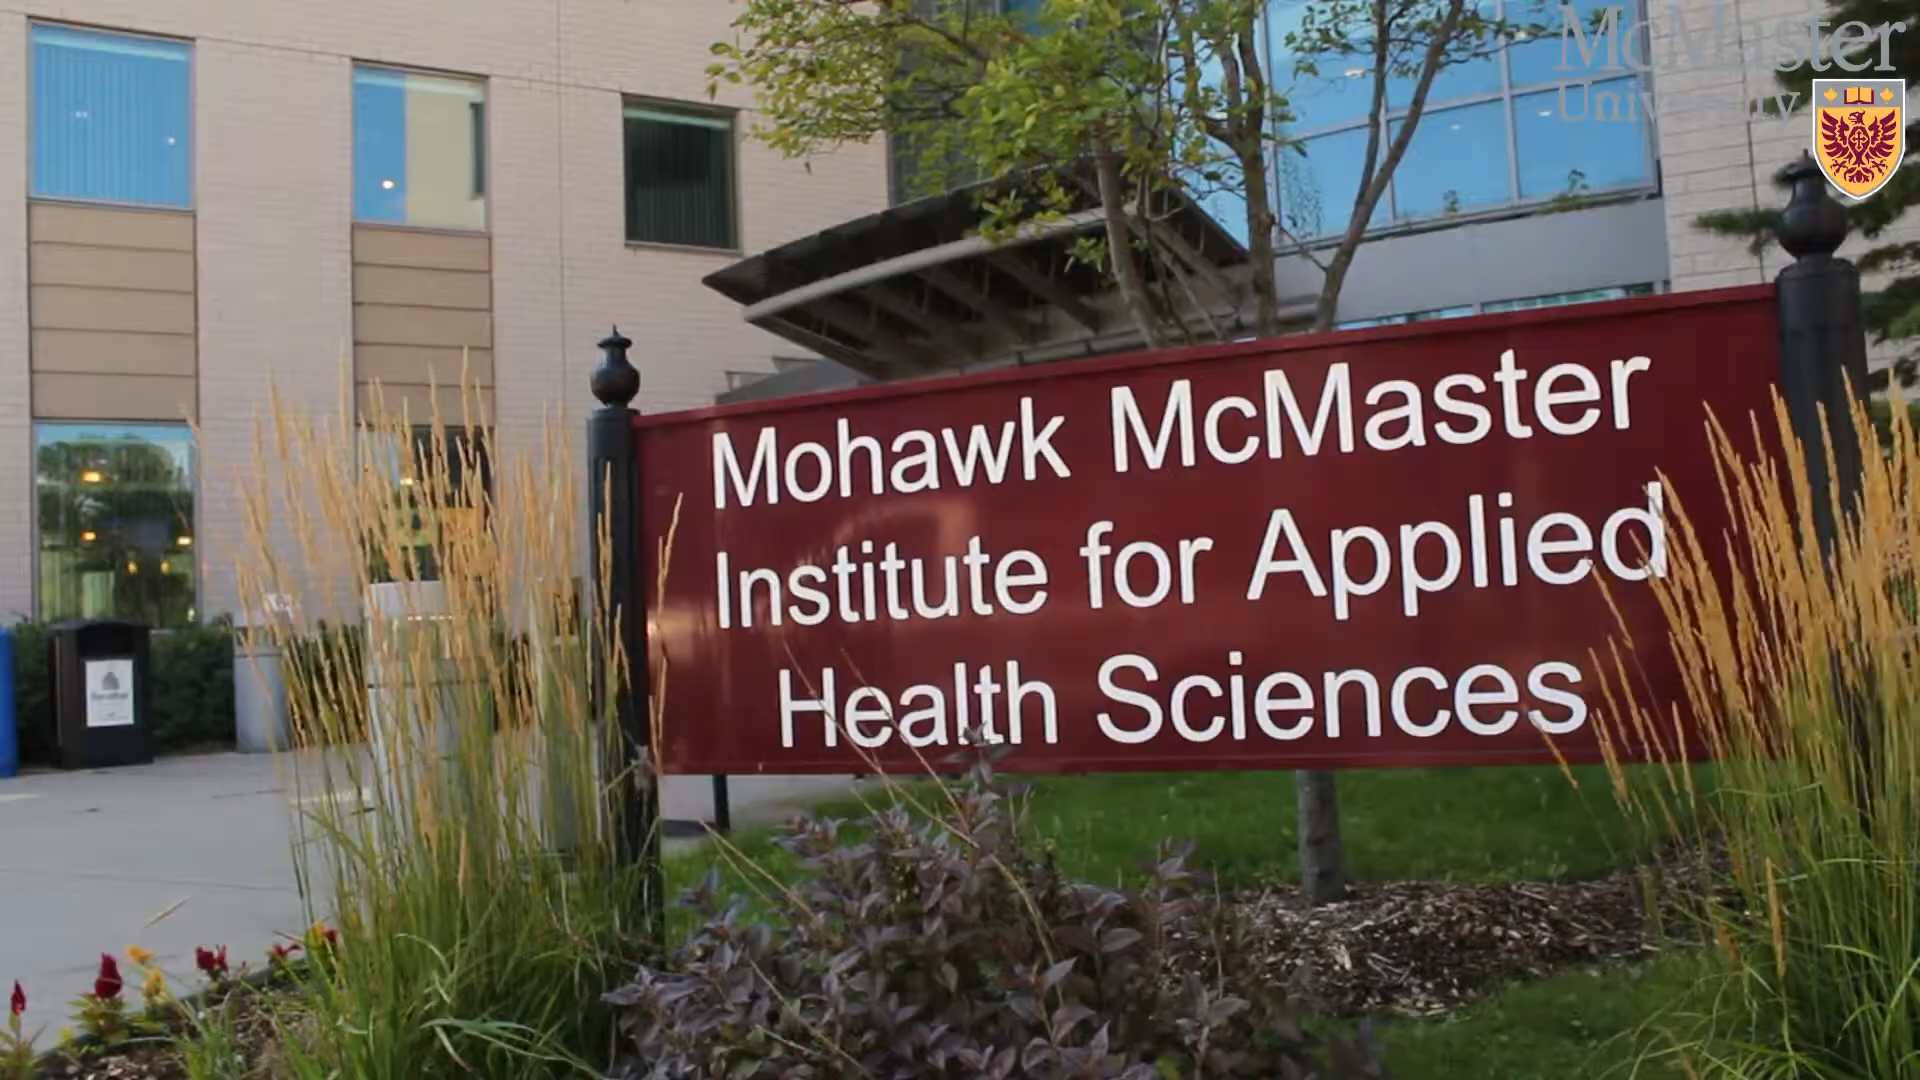 McMaster
University
Mohawk McMaster
Institute for Applied
Health Sciences